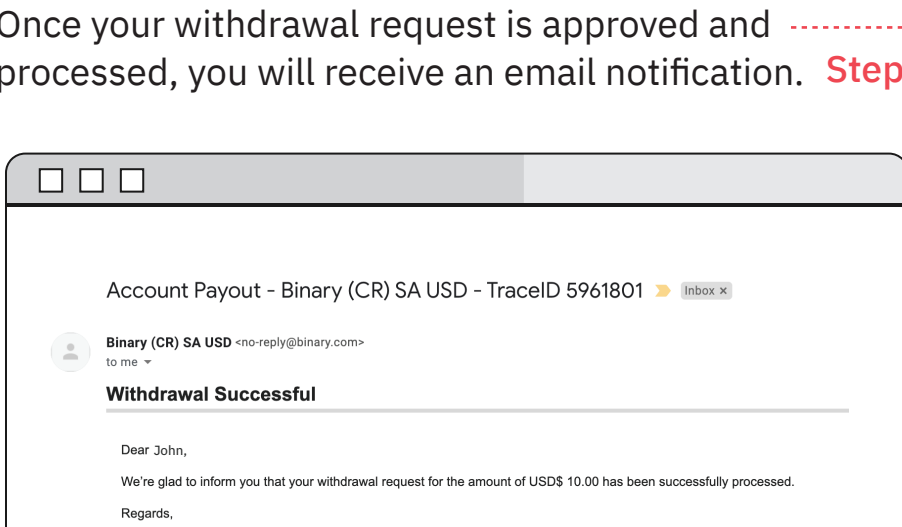 Once your withdrawal request is approved and
processed, you will receive an email notification. Step
Account Payout - Binary (CR) SA USD - TraceID 5961801 Inbox ×
Binary (CR) SA USD <no-reply@binary.com>
to me
Withdrawal Successful
Dear John,
We're glad to inform you that your withdrawal request for the amount of USD$ 10.00 has been successfully processed.
Regards,